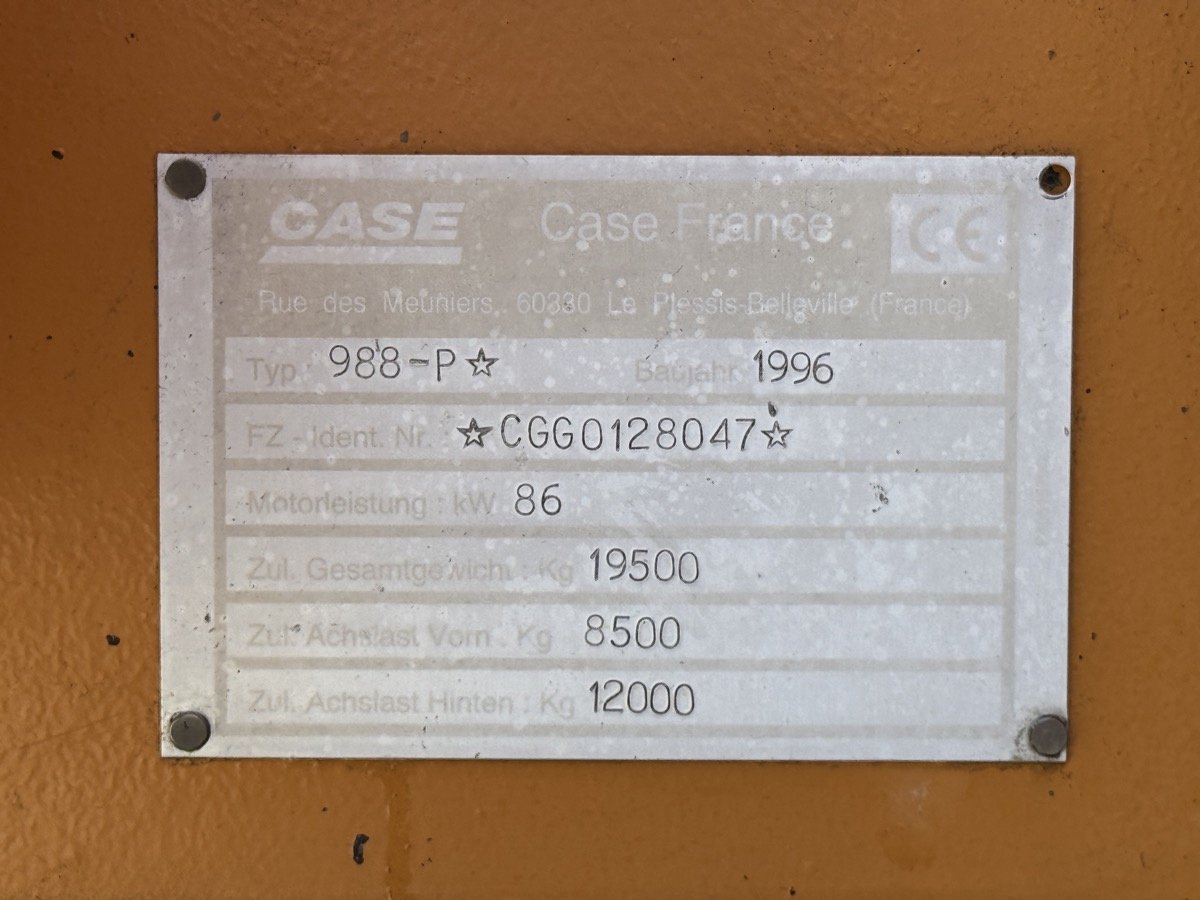 CASE Case France CE
Rue des Meuniers 60330 Le Plessis-Belleville (France)
Typ : 988-P☆ Baujahr 1996
FZ - Ident. Nr. : ☆CGG0128047☆
Motorleistung : kW 86
Zul. Gesamtgewicht : Kg 19500
Zul. Achslast Vorn : Kg 8500
Zul. Achslast Hinten : Kg 12000